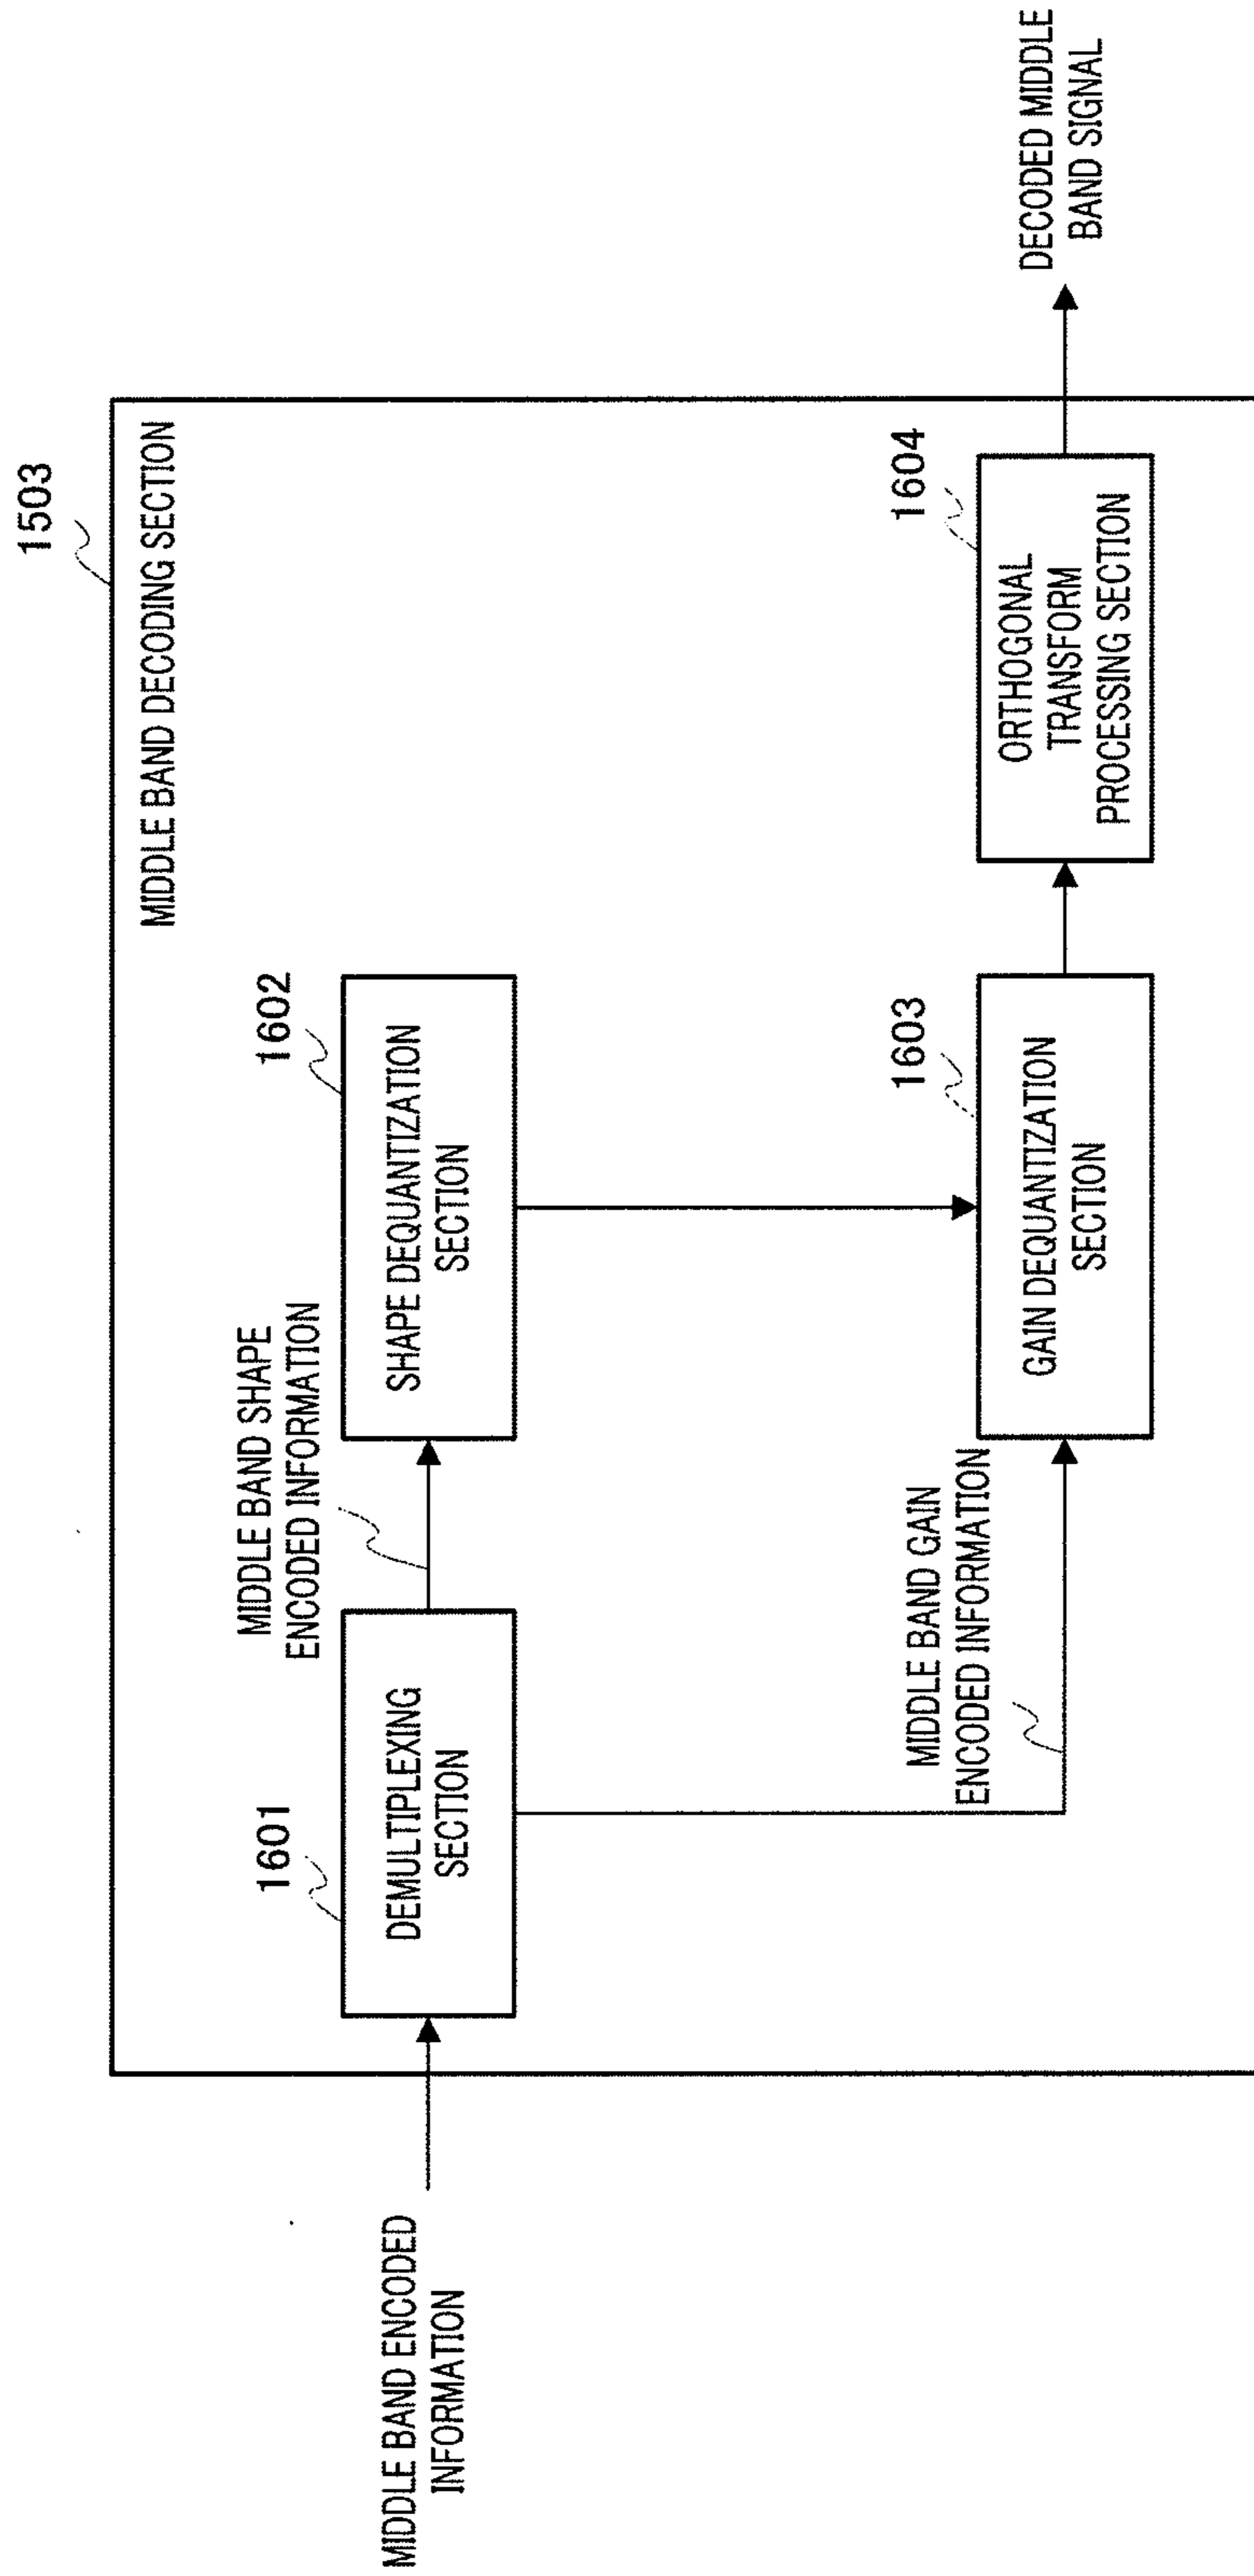 1503
MIDDLE BAND DECODING SECTION
MIDDLE BAND ENCODED
INFORMATION
1601
DEMULTIPLEXING
SECTION
MIDDLE BAND SHAPE
ENCODED INFORMATION
1602
SHAPE DEQUANTIZATION
SECTION
MIDDLE BAND GAIN
ENCODED INFORMATION
1603
GAIN DEQUANTIZATION
SECTION
1604
ORTHOGONAL
TRANSFORM
PROCESSING SECTION
DECODED MIDDLE
BAND SIGNAL